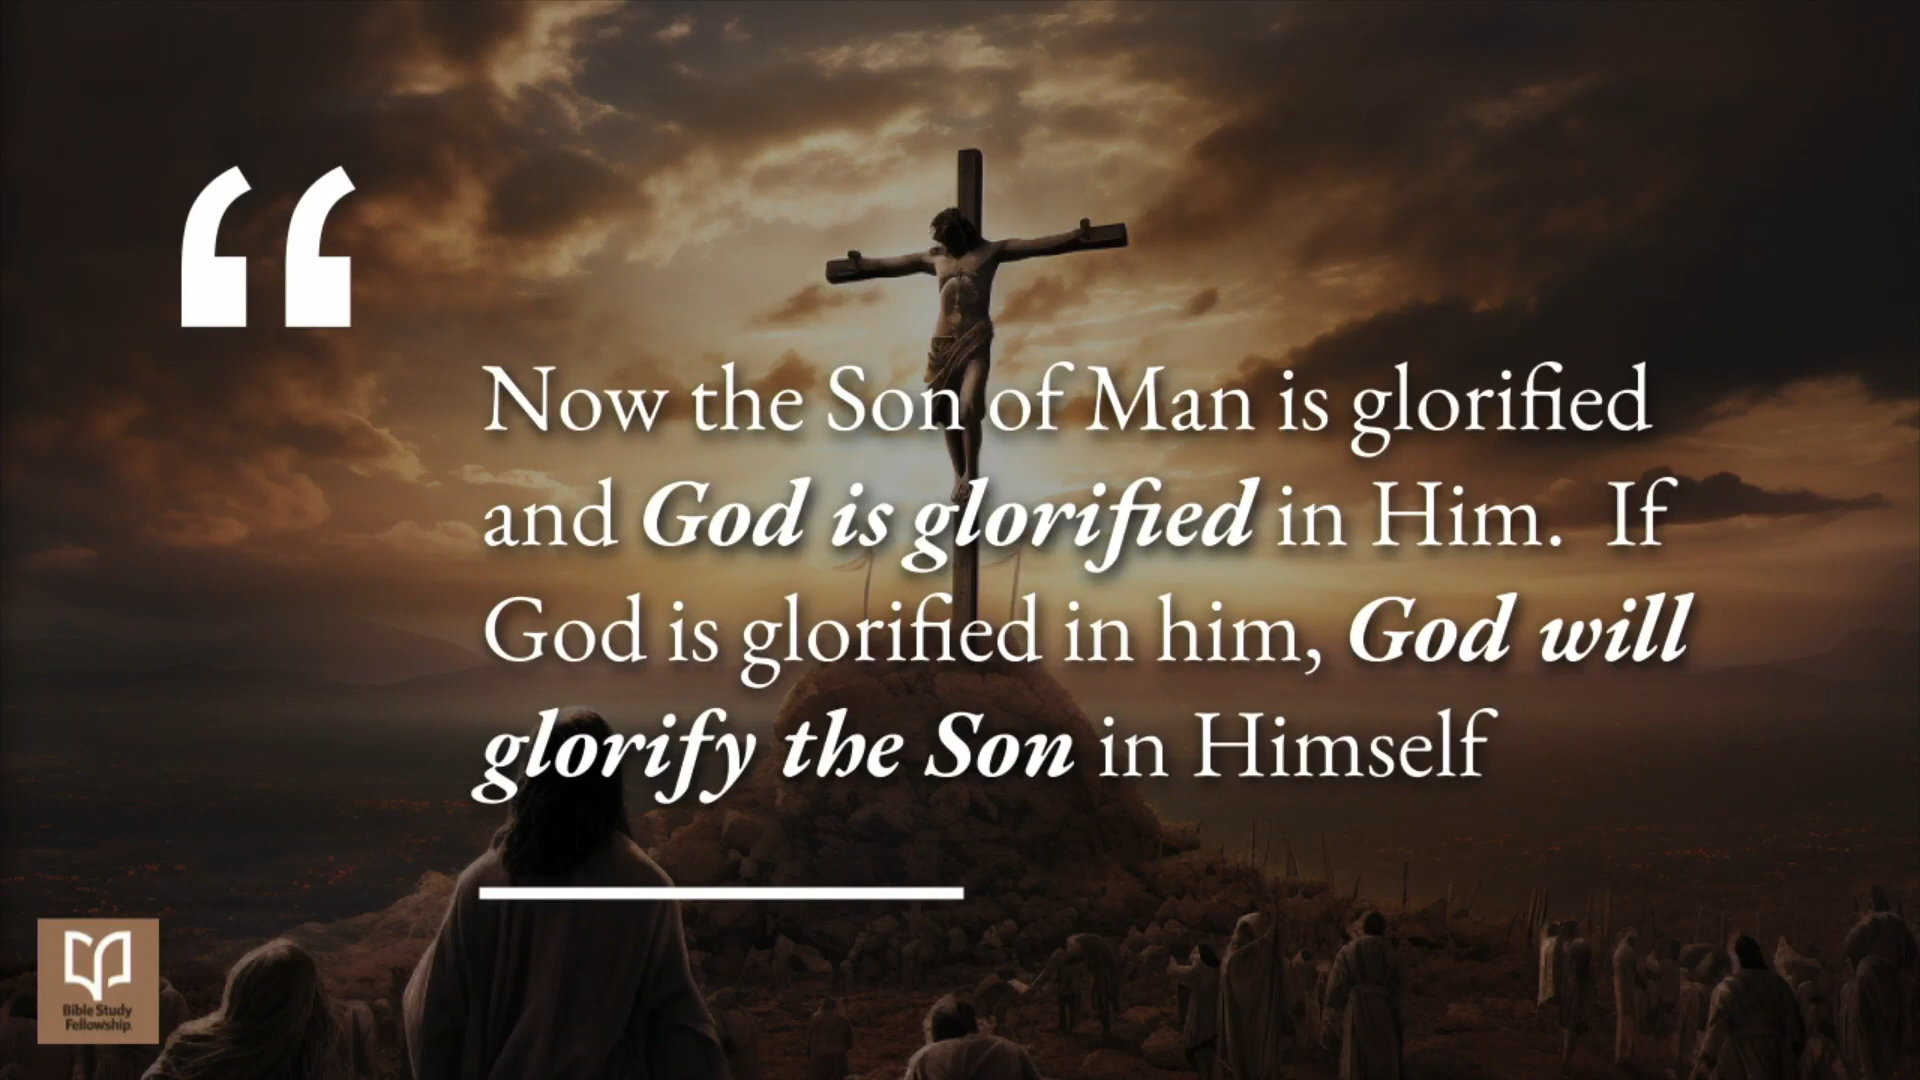 “
Now the Son of Man is glorified
and God is glorified in Him.  If
God is glorified in him, God will
glorify the Son in Himself
Bible Study
Fellowship